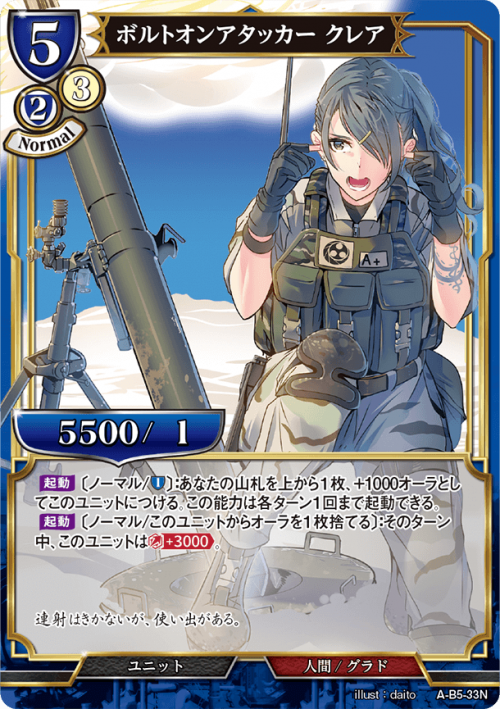 5
ボルトオンアタッカー クレア
2
3
Normal
A+
5500/ 1
起動 〔ノーマル/1〕:あなたの山札を上から1枚、+1000オーラとし
てこのユニットにつける。この能力は各ターン1回まで起動できる。
起動 〔ノーマル/このユニットからオーラを1枚捨てる〕:そのターン
中、このユニットは+3000。
連射はきかないが、使い出がある。
ユニット
人間 / グラド
illust:daito
A-B5-33N